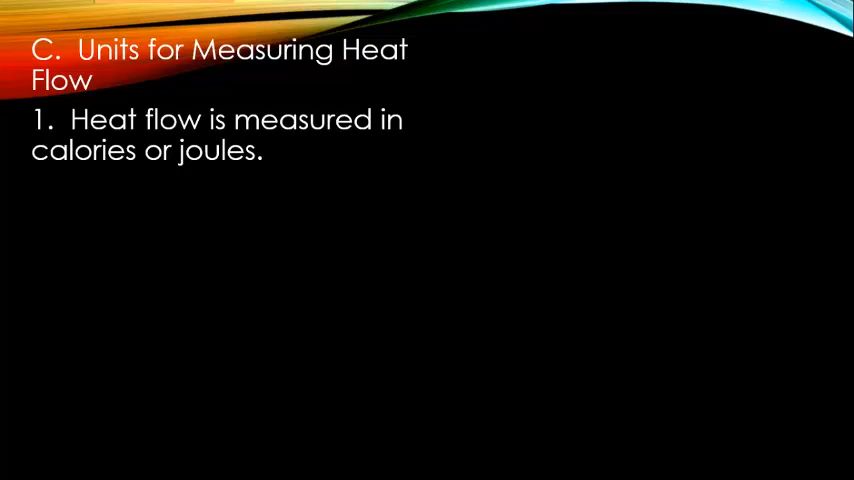 C.  Units for Measuring Heat
Flow
1.  Heat flow is measured in
calories or joules.